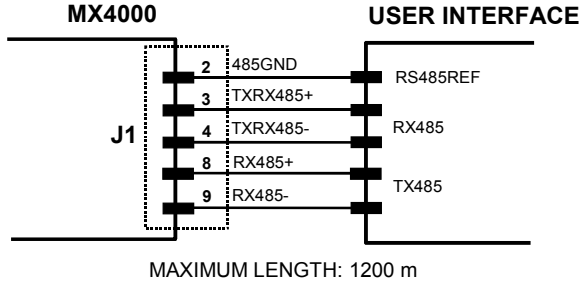 MX4000 USER INTERFACE
2 485GND RS485REF
3 TXRX485+
J1 4 TXRX485- RX485
8 RX485+
TX485
9 RX485-
MAXIMUM LENGTH: 1200 m